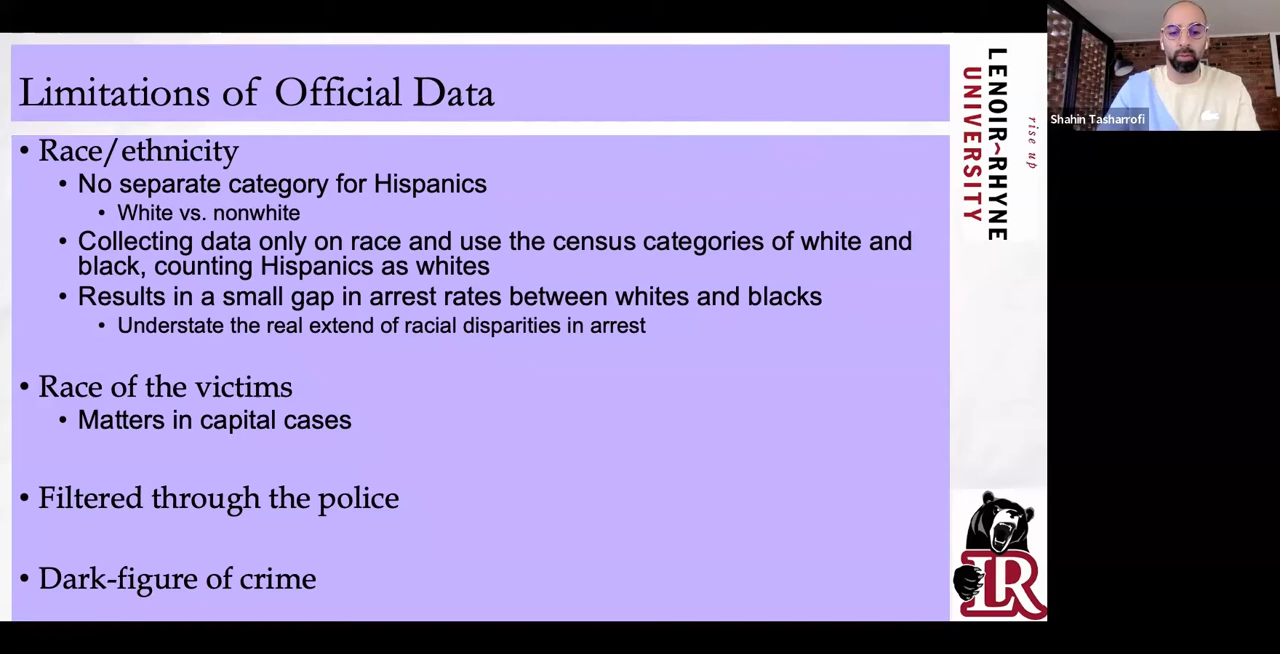 Limitations of Official Data
• Race/ethnicity
• No separate category for Hispanics
• White vs. nonwhite
• Collecting data only on race and use the census categories of white and
black, counting Hispanics as whites
• Results in a small gap in arrest rates between whites and blacks
• Understate the real extend of racial disparities in arrest
• Race of the victims
• Matters in capital cases
• Filtered through the police
• Dark-figure of crime
LENOIR-RHYNE
UNIVERSITY
rise up
LR
Shahin Tasharrofi